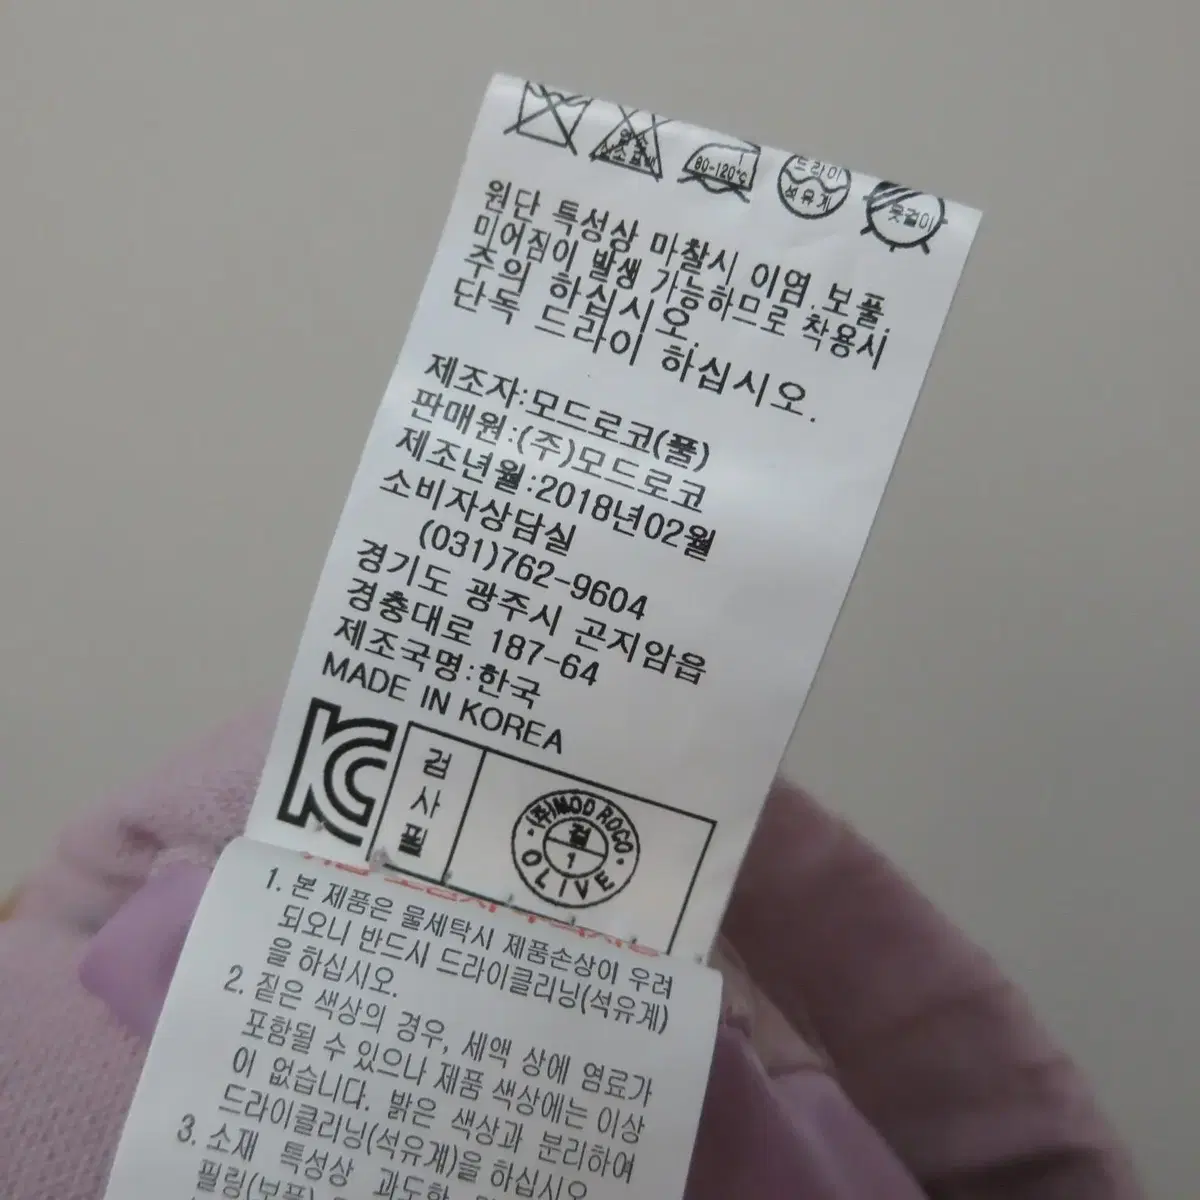 80-120℃
드라이
석유계
옷걸이
원단 특성상 마찰시 이염.보풀.
미어짐이 발생 가능하므로 착용시
주의 하십시오.
단독 드라이 하십시오.
제조자:모드로코(풀)
판매원:(주)모드로코
제조년월:2018년02월
소비자상담실
(031)762-9604
경기도 광주시 곤지암읍
경충대로 187-64
제조국명:한국
MADE IN KOREA
KC
검사필
(주)MOD ROCO
검
1
OLIVE
1. 본 제품은 물세탁시 제품손상이 우려
되오니 반드시 드라이클리닝(석유계)
을 하십시오.
2. 짙은 색상의 경우, 세액 상에 염료가
포함될 수 있으나 제품 색상에는 이상
이 없습니다. 밝은 색상과 분리하여
드라이클리닝(석유계)을 하십시오
3. 소재 특성상 과도한
필링(보풀)